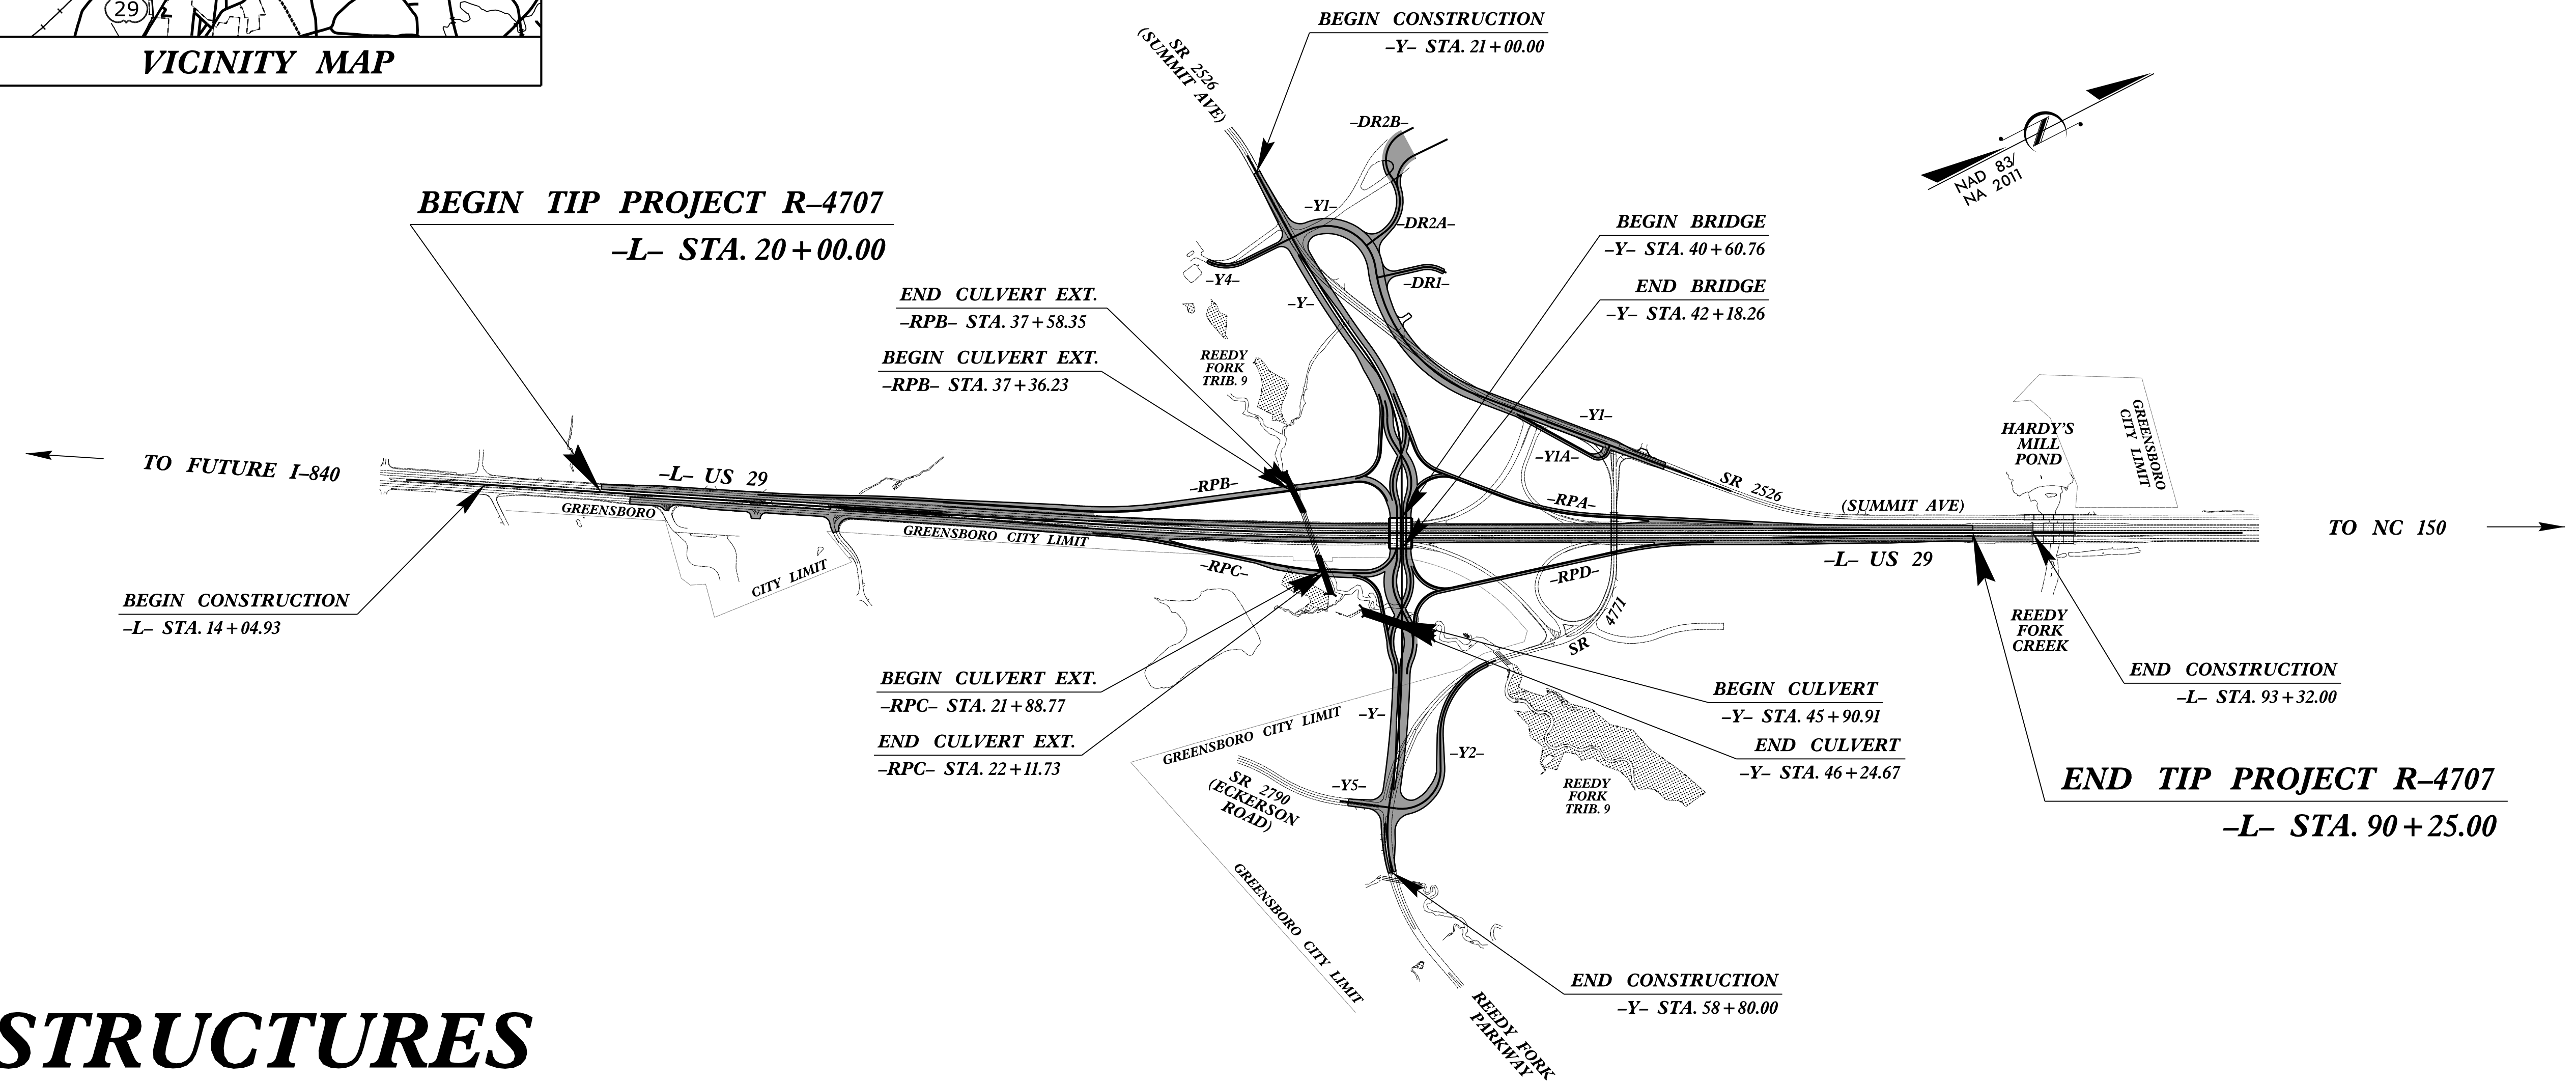 29
VICINITY MAP
BEGIN CONSTRUCTION
–Y– STA. 21+00.00
SR 2526
(SUMMIT AVE)
–DR2B–
NAD 83/
NA 2011
BEGIN TIP PROJECT R–4707
–L– STA. 20+00.00
–Y1–
–DR2A–
BEGIN BRIDGE
–Y– STA. 40+60.76
–Y4–
–DR1–
END BRIDGE
–Y– STA. 42+18.26
END CULVERT EXT.
–RPB– STA. 37+58.35
–Y–
BEGIN CULVERT EXT.
–RPB– STA. 37+36.23
REEDY
FORK
TRIB. 9
–Y1–
–Y1A–
HARDY'S
MILL
POND
GREENSBORO
CITY LIMIT
TO FUTURE I–840
–L– US 29
–RPB–
–RPA–
SR 2526
(SUMMIT AVE)
GREENSBORO
GREENSBORO CITY LIMIT
CITY LIMIT
TO NC 150
–L– US 29
–RPC–
–RPD–
BEGIN CONSTRUCTION
–L– STA. 14+04.93
SR 4771
REEDY
FORK
CREEK
END CONSTRUCTION
–L– STA. 93+32.00
BEGIN CULVERT EXT.
–RPC– STA. 21+88.77
BEGIN CULVERT
–Y– STA. 45+90.91
END CULVERT EXT.
–RPC– STA. 22+11.73
GREENSBORO CITY LIMIT
–Y–
–Y2–
END CULVERT
–Y– STA. 46+24.67
SR 2790
(ECKERSON
ROAD)
–Y5–
REEDY
FORK
TRIB. 9
END TIP PROJECT R–4707
–L– STA. 90+25.00
GREENSBORO CITY LIMIT
END CONSTRUCTION
–Y– STA. 58+80.00
REEDY FORK
PARKWAY
STRUCTURES